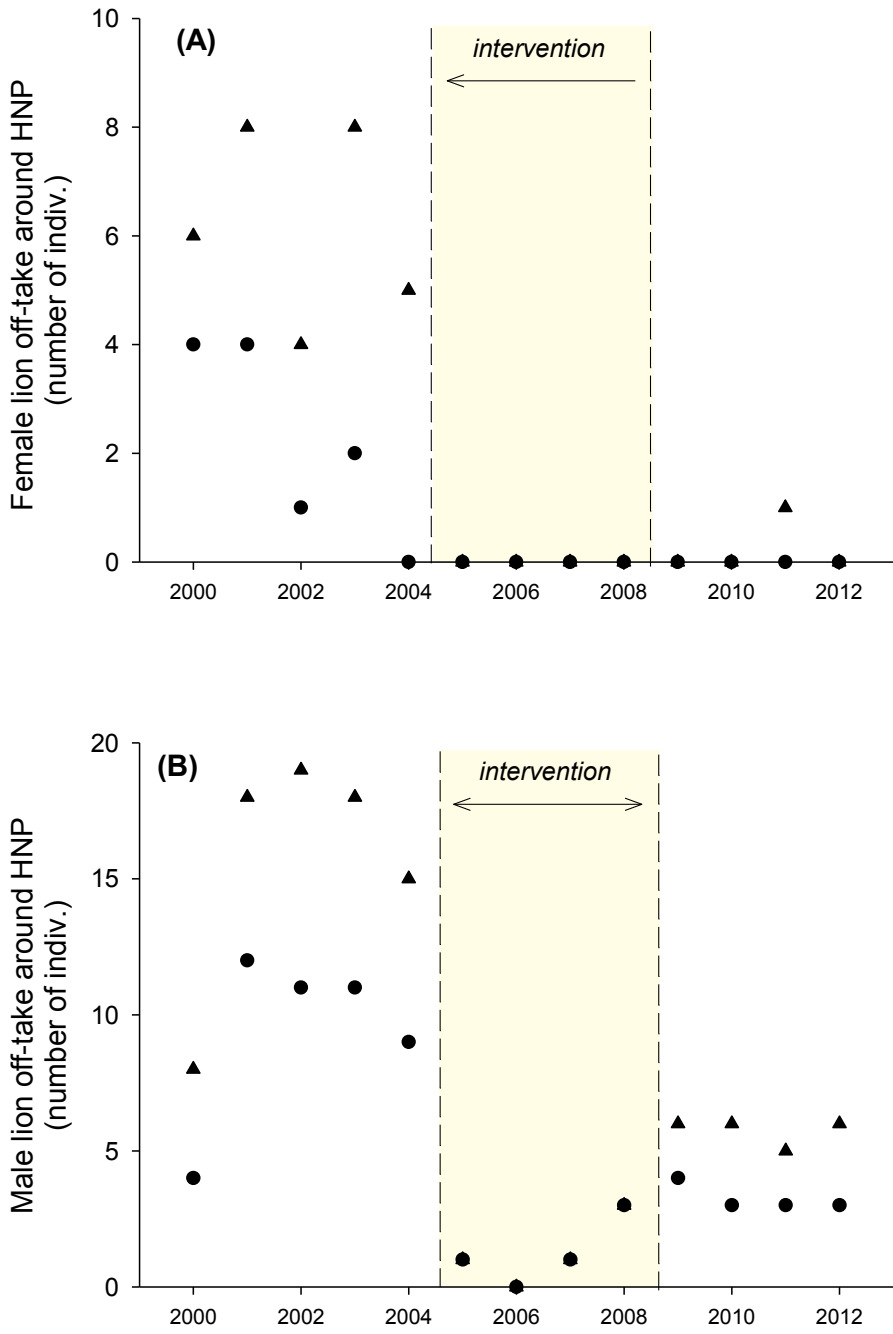 10
(A)
intervention
8
6
4
2
0
Female lion off-take around HNP
(number of indiv.)
2000 2002 2004 2006 2008 2010 2012
20
(B)
intervention
15
10
5
0
Male lion off-take around HNP
(number of indiv.)
2000 2002 2004 2006 2008 2010 2012